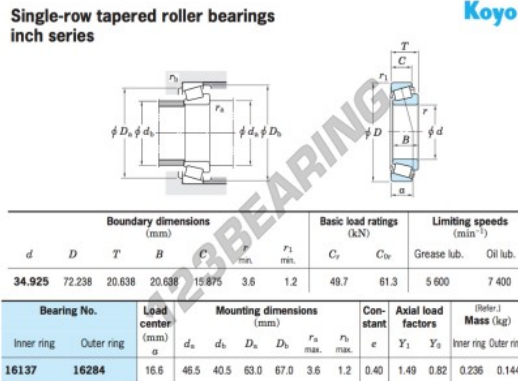 Single-row tapered roller bearings
inch series
Koyo
T
C
r1
r
B
φD
φd
a
rb
ra
φDa φdb
φda φDb
123BEARING
Boundary dimensions
(mm)
Basic load ratings
(kN)
Limiting speeds
(min⁻¹)
d D T B C r min. r1 min. Cr C0r Grease lub. Oil lub.
34.925 72.238 20.638 20.638 15.875 3.6 1.2 49.7 61.3 5 600 7 400
Bearing No.
Load center (mm) a
Mounting dimensions
(mm)
Con-stant e
Axial load factors
(Refer.)
Mass (kg)
Inner ring Outer ring da db Da Db ra max. rb max. Y1 Y0 Inner ring Outer ri
16137 16284 16.6 46.5 40.5 63.0 67.0 3.6 1.2 0.40 1.49 0.82 0.236 0.144